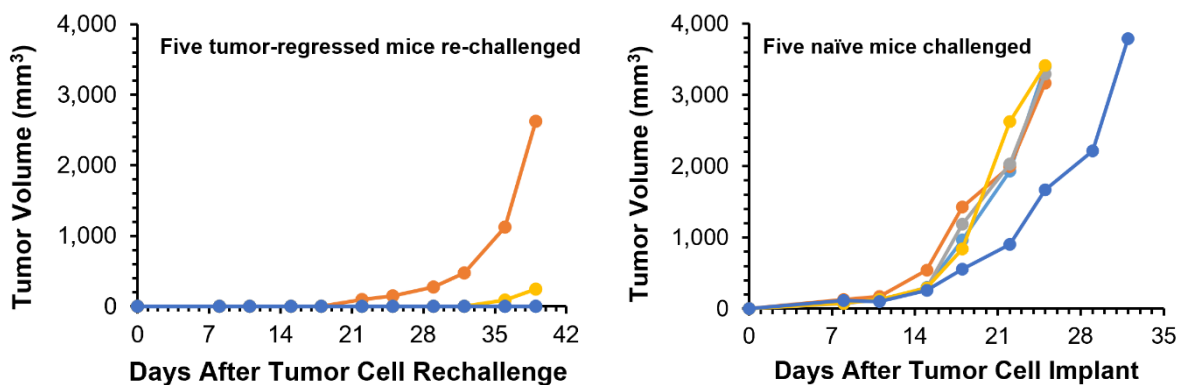 Tumor Volume (mm³)
4,000
3,000
2,000
1,000
0
Five tumor-regressed mice re-challenged
0 7 14 21 28 35 42
Days After Tumor Cell Rechallenge
Tumor Volume (mm³)
4,000
3,000
2,000
1,000
0
Five naïve mice challenged
0 7 14 21 28 35
Days After Tumor Cell Implant